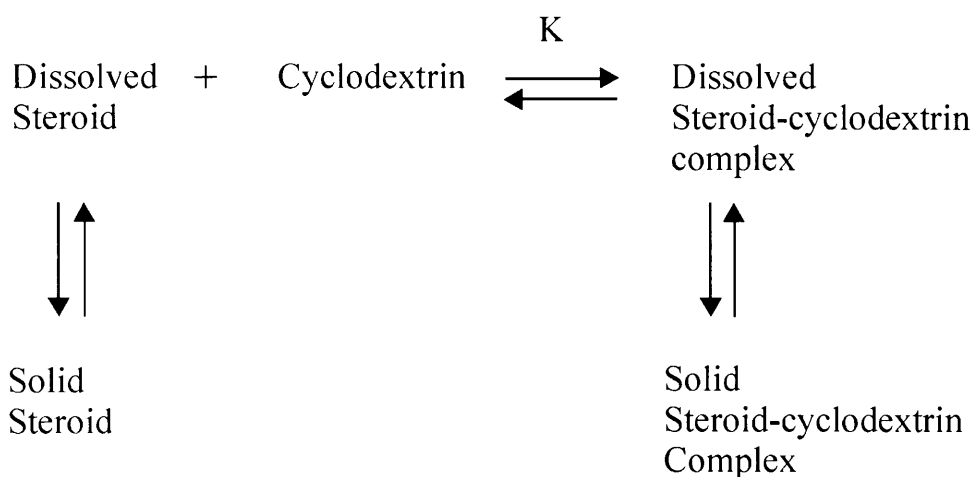 K
Dissolved + Cyclodextrin Dissolved
Steroid Steroid-cyclodextrin
complex
Solid Solid
Steroid Steroid-cyclodextrin
Complex